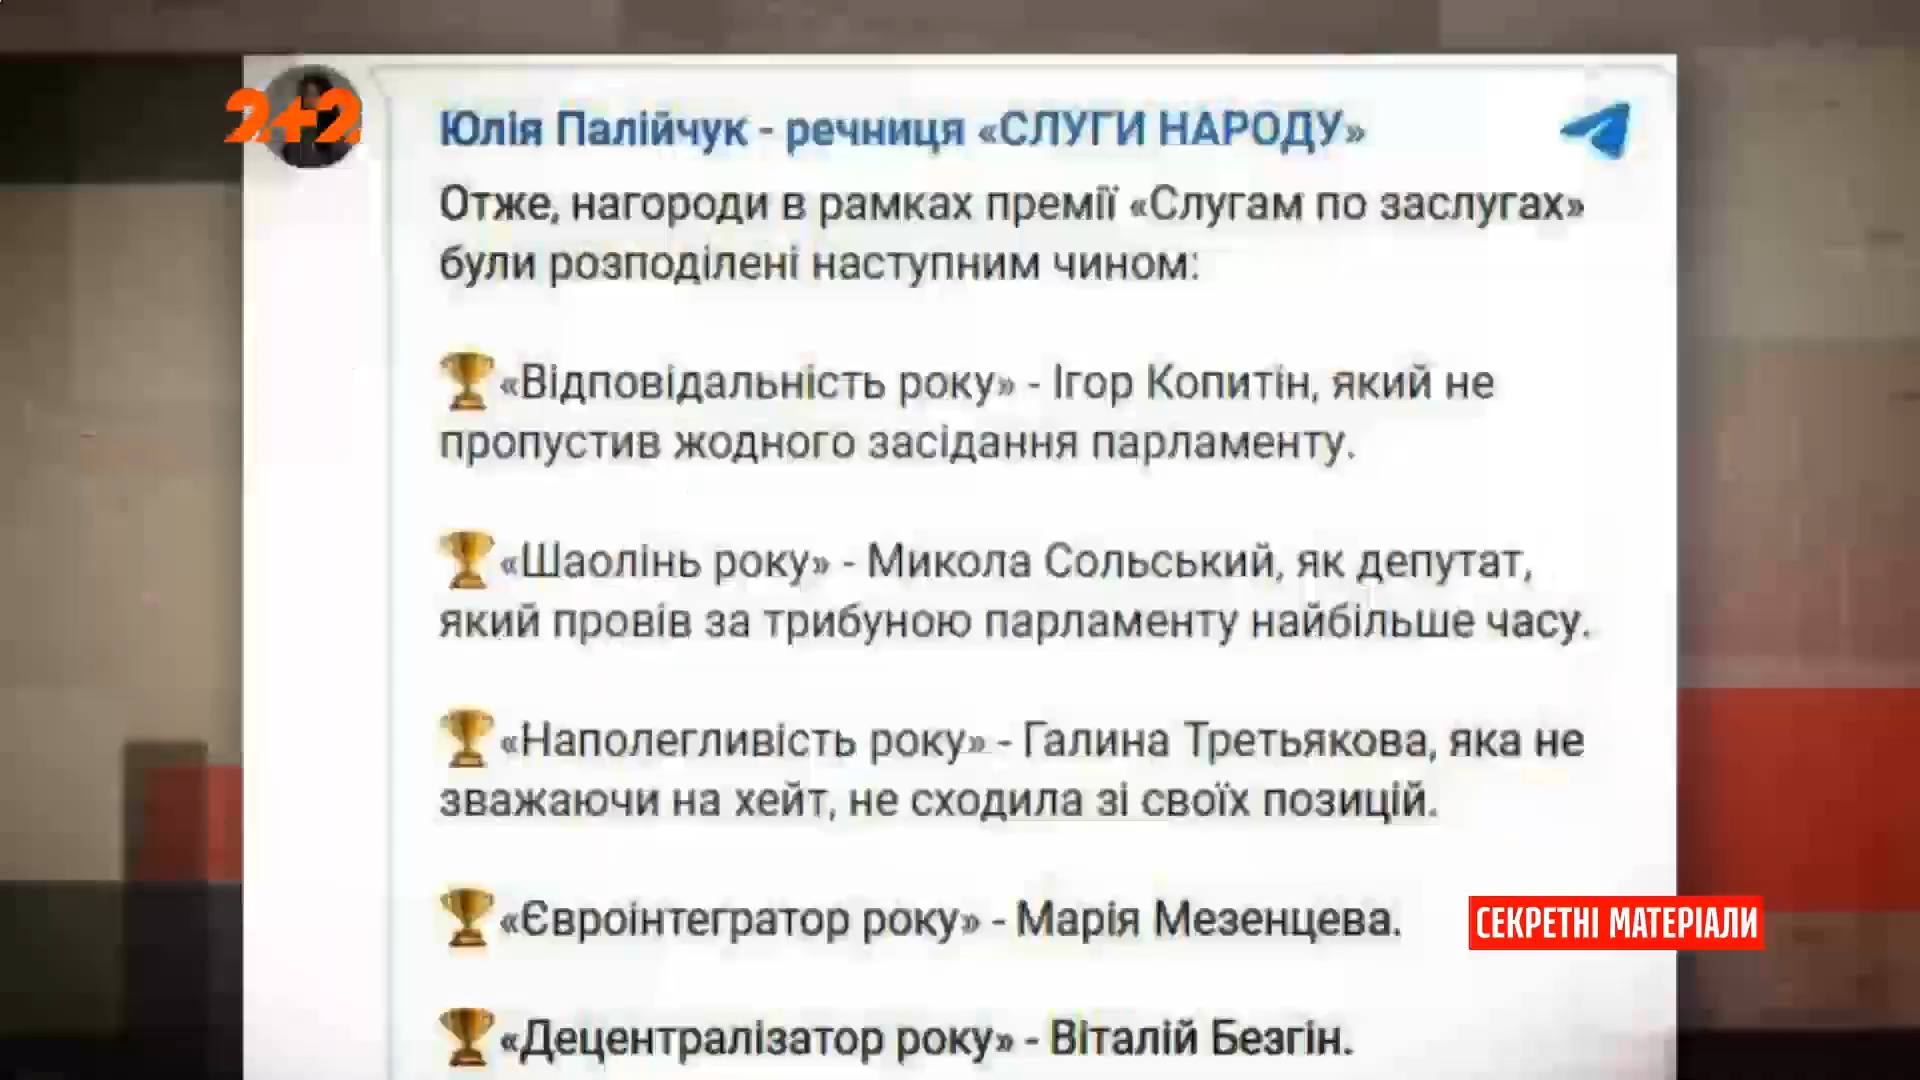 2+2
Юлія Палійчук - речниця «СЛУГИ НАРОДУ»
Отже, нагороди в рамках премії «Слугам по заслугах»
були розподілені наступним чином:
🏆«Відповідальність року» - Ігор Копитін, який не
пропустив жодного засідання парламенту.
🏆«Шаолінь року» - Микола Сольський, як депутат,
який провів за трибуною парламенту найбільше часу.
🏆«Наполегливість року» - Галина Третьякова, яка не
зважаючи на хейт, не сходила зі своїх позицій.
🏆«Євроінтегратор року» - Марія Мезенцева.
СЕКРЕТНІ МАТЕРІАЛИ
🏆«Децентралізатор року» - Віталій Безгін.